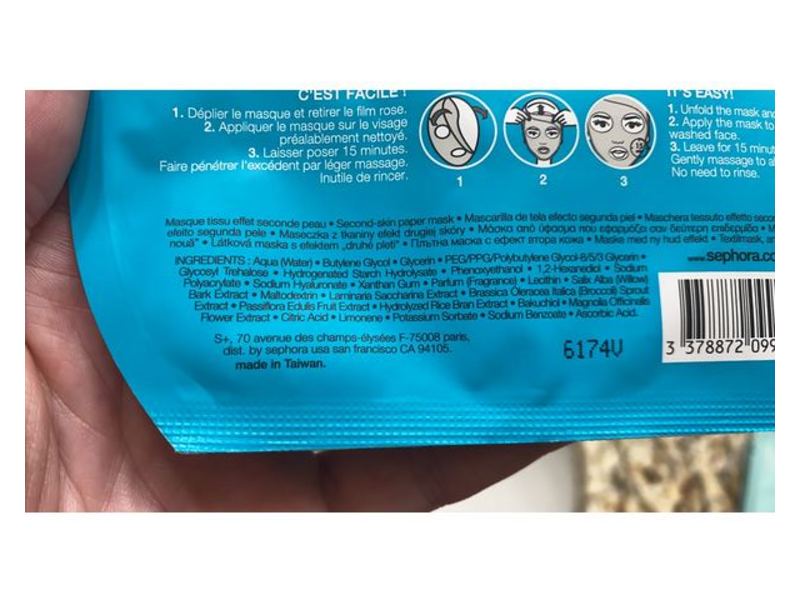 C'EST FACILE !
1. Déplier le masque et retirer le film rose.
2. Appliquer le masque sur le visage
préalablement nettoyé.
3. Laisser poser 15 minutes.
Faire pénétrer l'excédent par léger massage.
Inutile de rincer.
1
2
3
15
IT'S EASY!
1. Unfold the mask and
2. Apply the mask to
washed face.
3. Leave for 15 minut
Gently massage to a
No need to rinse.
Masque tissu effet seconde peau • Second-skin paper mask • Mascarilla de tela efecto segunda piel • Maschera tessuto effetto secon
efeito segunda pele • Maseczka z tkaniny efekt drugiej skóry • Μάσκα από ύφασμα που εφαρμόζει σαν δεύτερη επιδερμίδα • M
nouă" • Látková maska s efektem „druhé pleti" • Платна маска с ефект втора кожа • Maske med ny hud effekt • Textilmask, an
INGREDIENTS : Aqua (Water) • Butylene Glycol • Glycerin • PEG/PPG/Polybutylene Glycol-8/5/3 Glycerin •
Glycosyl Trehalose • Hydrogenated Starch Hydrolysate • Phenoxyethanol • 1,2-Hexanediol • Sodium
Polyacrylate • Sodium Hyaluronate • Xanthan Gum • Parfum (Fragrance) • Lecithin • Salix Alba (Willow)
Bark Extract • Maltodextrin • Laminaria Saccharina Extract • Brassica Oleracea Italica (Broccoli) Sprout
Extract • Passiflora Edulis Fruit Extract • Hydrolyzed Rice Bran Extract • Bakuchiol • Magnolia Officinalis
Flower Extract • Citric Acid • Limonene • Potassium Sorbate • Sodium Benzoate • Ascorbic Acid.
www.sephora.co
S+, 70 avenue des champs-élysées F-75008 paris,
dist. by sephora usa san francisco CA 94105.
made in Taiwan.
6174V
3 378872 099